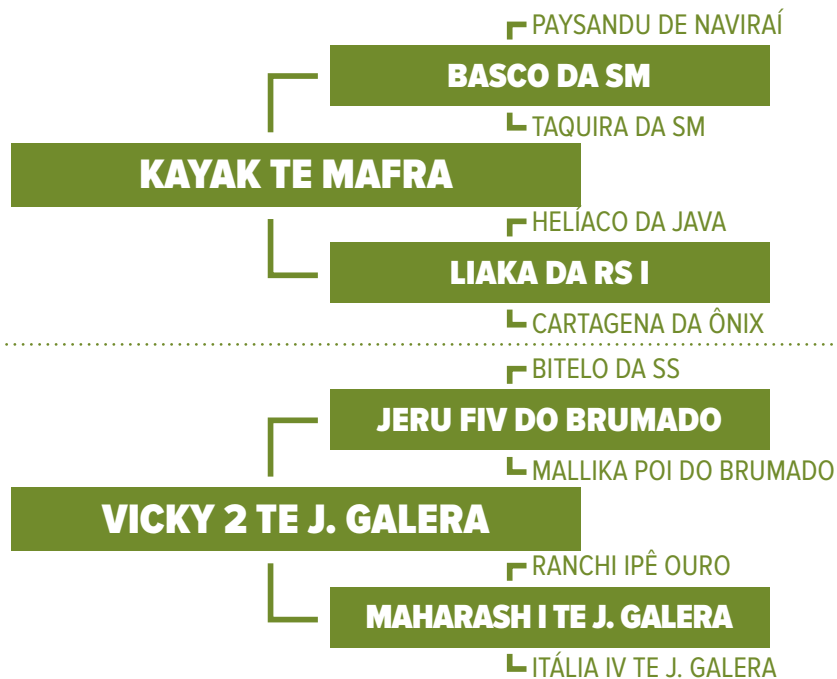 PAYSANDU DE NAVIRAÍ
BASCO DA SM
TAQUIRA DA SM
KAYAK TE MAFRA
HELÍACO DA JAVA
LIAKA DA RS I
CARTAGENA DA ÔNIX
BITELO DA SS
JERU FIV DO BRUMADO
MALLIKA POI DO BRUMADO
VICKY 2 TE J. GALERA
RANCHI IPÊ OURO
MAHARASH I TE J. GALERA
ITÁLIA IV TE J. GALERA